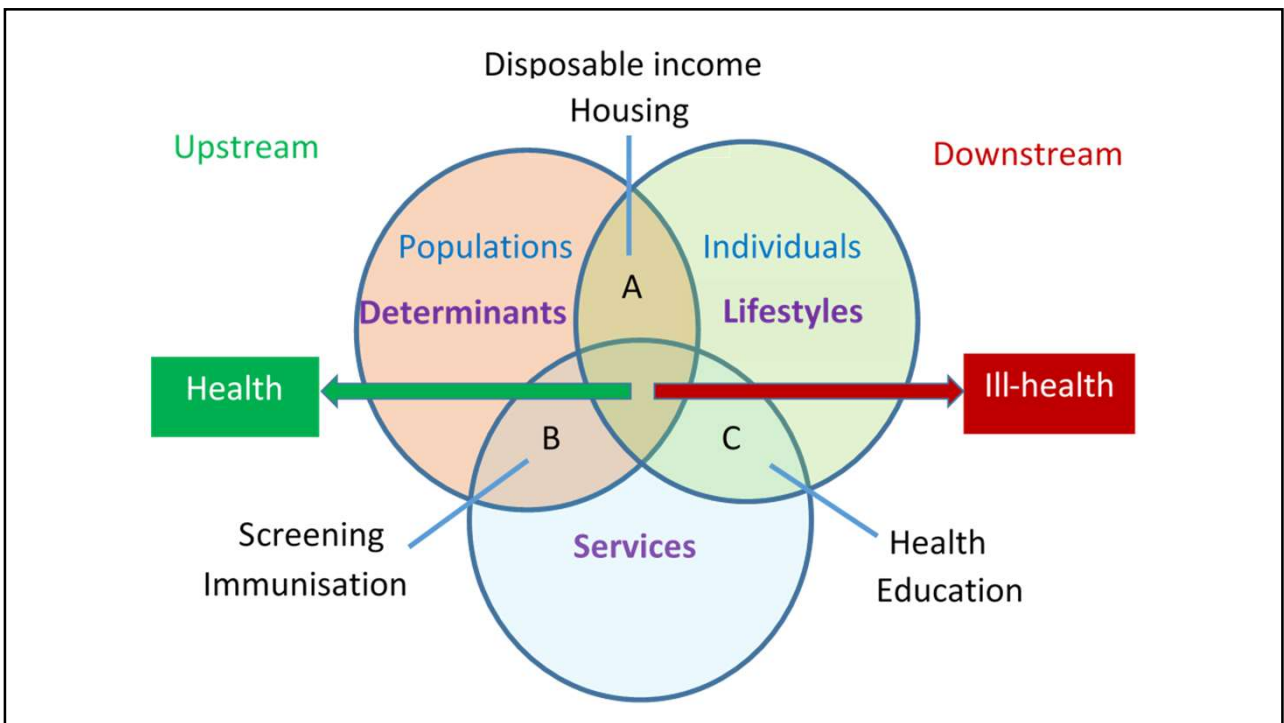 Disposable income
Housing
Upstream
Downstream
Populations
Individuals
A
Determinants
Lifestyles
Health
Ill-health
B
C
Screening
Immunisation
Services
Health
Education